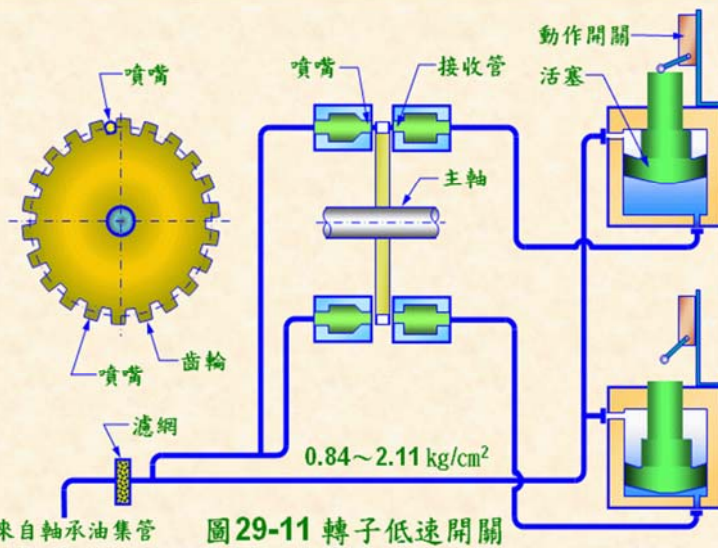 動作開關
噴嘴
噴嘴
接收管
活塞
主軸
噴嘴
齒輪
濾網
0.84～2.11 kg/cm²
來自軸承油集管
圖29-11 轉子低速開關